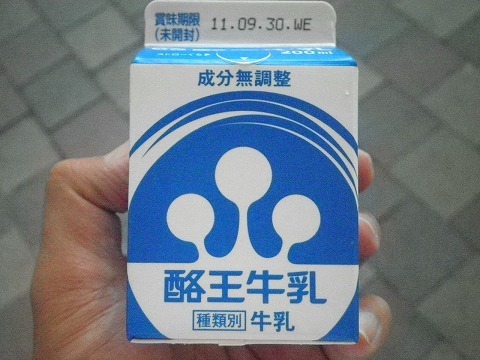 賞味期限
(未開封)
11.09.30.WE
200ml
成分無調整
酪王牛乳
種類別 牛乳